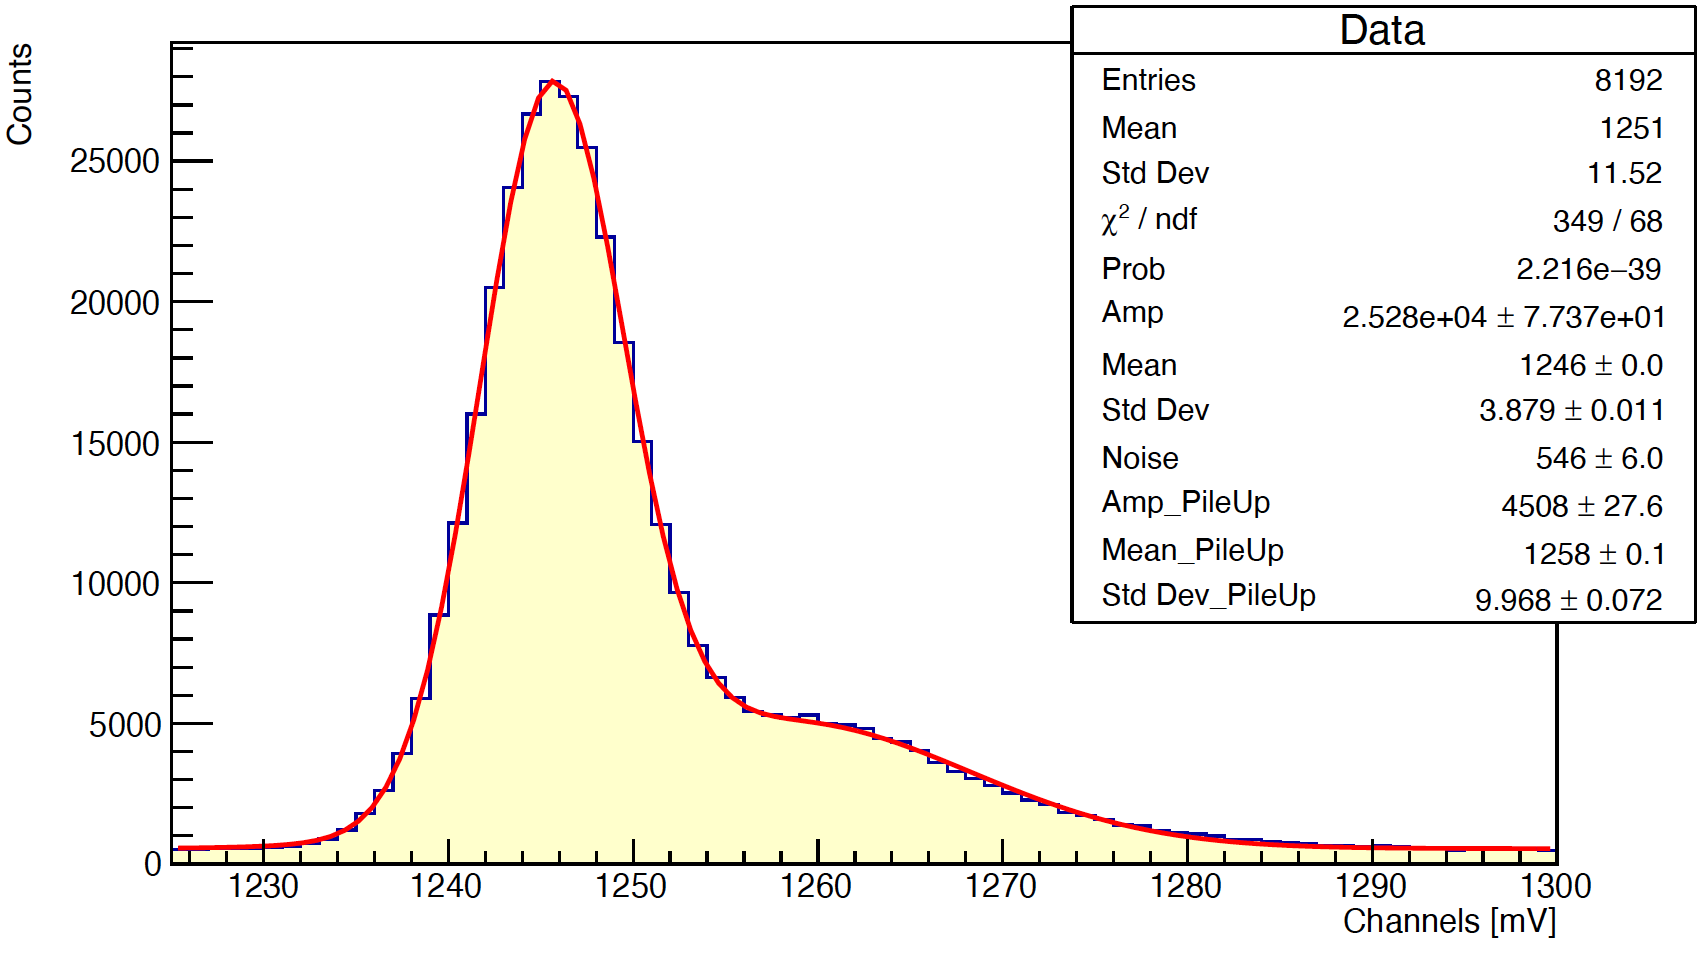 Counts
25000
20000
15000
10000
5000
0
1230 1240 1250 1260 1270 1280 1290 1300
Channels [mV]
Data
Entries 8192
Mean 1251
Std Dev 11.52
χ² / ndf 349 / 68
Prob 2.216e−39
Amp 2.528e+04 ± 7.737e+01
Mean 1246 ± 0.0
Std Dev 3.879 ± 0.011
Noise 546 ± 6.0
Amp_PileUp 4508 ± 27.6
Mean_PileUp 1258 ± 0.1
Std Dev_PileUp 9.968 ± 0.072